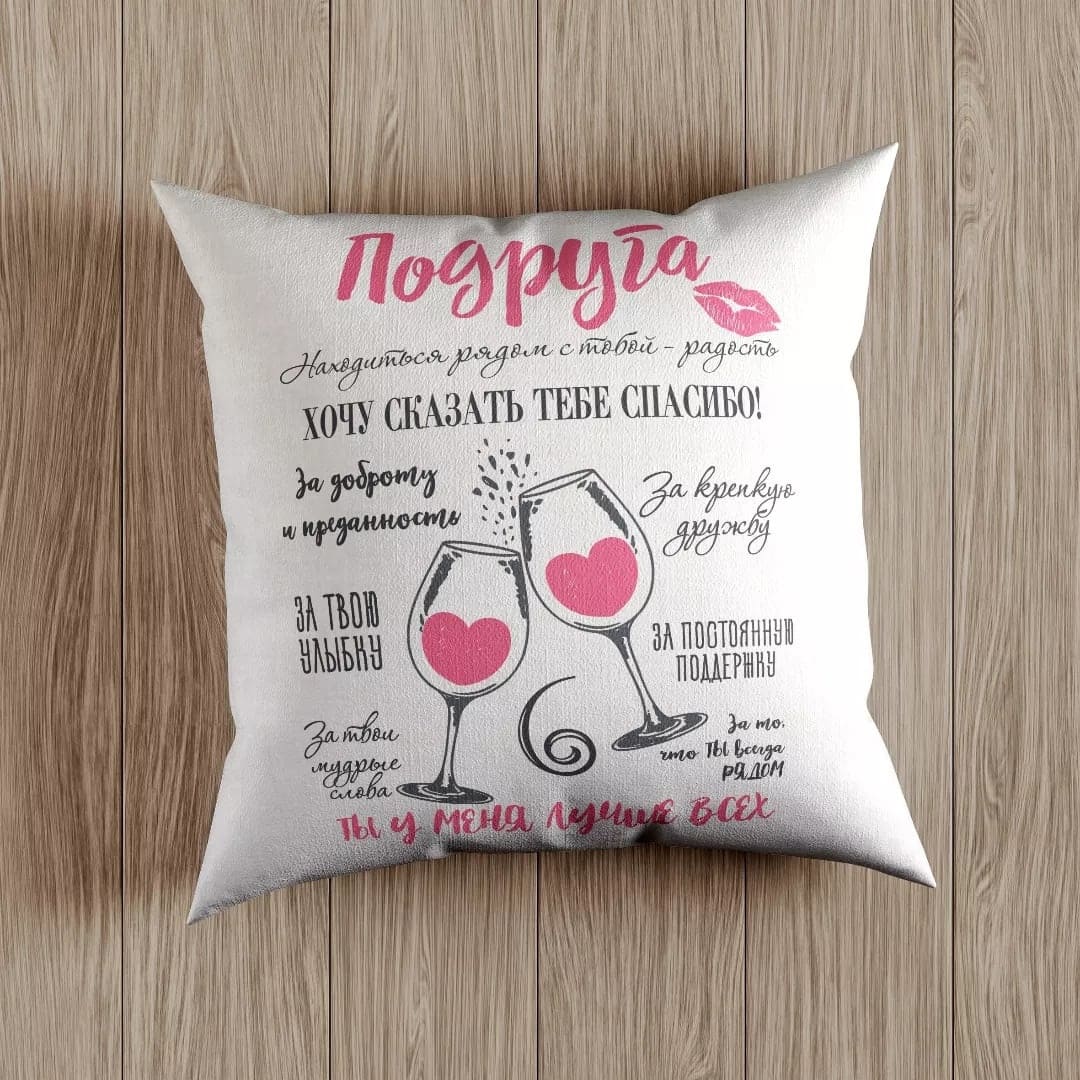 Подруга
Находиться рядом с тобой - радость
ХОЧУ СКАЗАТЬ ТЕБЕ СПАСИБО!
За доброту
и преданность
За крепкую
дружбу
ЗА ТВОЮ
УЛЫБКУ
ЗА ПОСТОЯННУЮ
ПОДДЕРЖКУ
За твои
мудрые
слова
За то,
что ТЫ всегда
РЯДОМ
ТЫ У МЕНЯ ЛУЧШЕ ВСЕХ